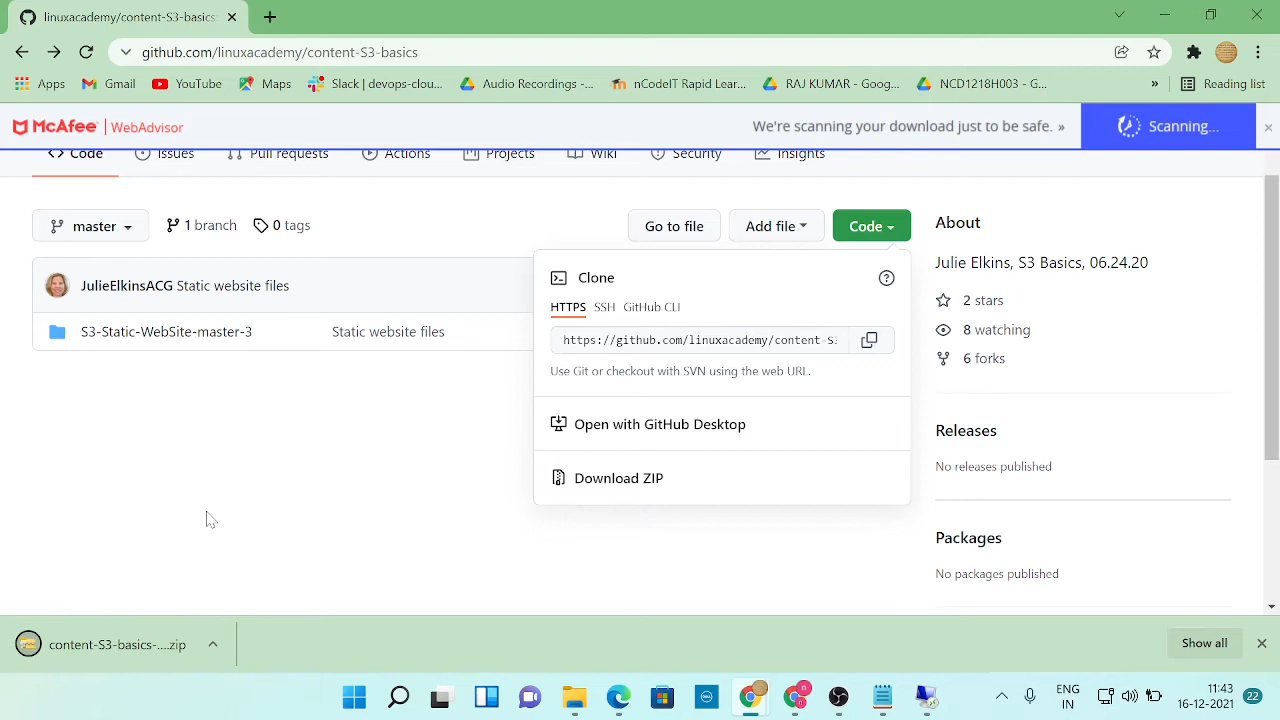 linuxacademy/content-S3-basics
github.com/linuxacademy/content-S3-basics
Apps
Gmail
YouTube
Maps
Slack | devops-clou...
Audio Recordings -...
nCodeIT Rapid Lear...
RAJ KUMAR - Goog...
NCD1218H003 - G...
»
Reading list
McAfee | WebAdvisor
We're scanning your download just to be safe. »
Scanning...
Code
Issues
Pull requests
Actions
Projects
Wiki
Security
Insights
master
1 branch
0 tags
Go to file
Add file
Code
JulieElkinsACG Static website files
S3-Static-WebSite-master-3
Static website files
Clone
HTTPS SSH GitHub CLI
https://github.com/linuxacademy/content-S3
Use Git or checkout with SVN using the web URL.
Open with GitHub Desktop
Download ZIP
About
Julie Elkins, S3 Basics, 06.24.20
2 stars
8 watching
6 forks
Releases
No releases published
Packages
No packages published
content-S3-basics-....zip
Show all
ENG
IN
11:43
16-12-2021
22